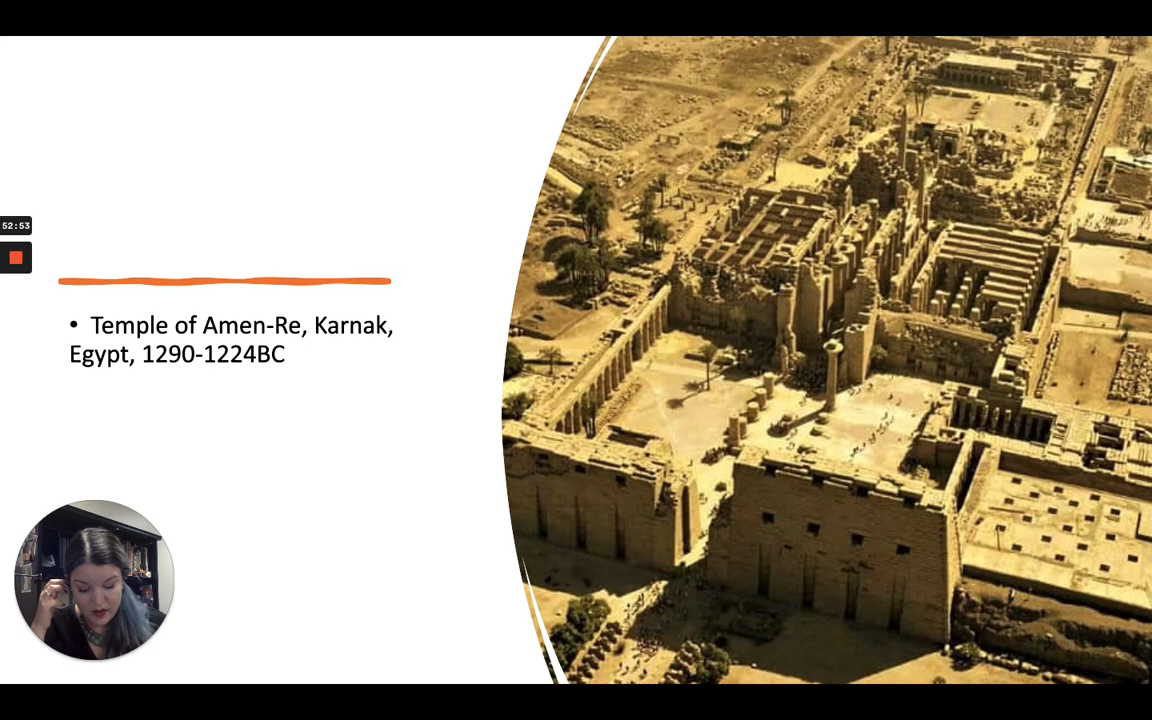 52:53
• Temple of Amen-Re, Karnak,
Egypt, 1290-1224BC